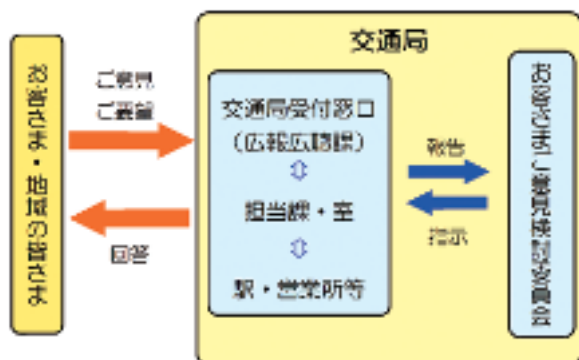 交通局
お客さま・地域の皆さま
ご意見
ご要望
回答
交通局受付窓口
(広報広聴課)
担当課・室
駅・営業所等
報告
指示
お客さまご意見検討委員会